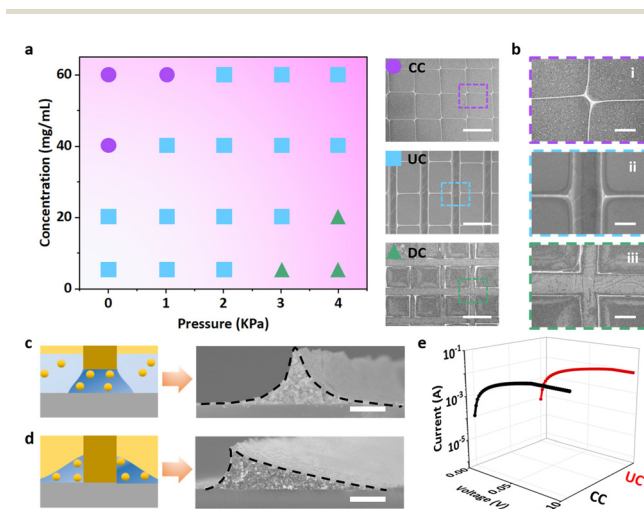 a
Concentration (mg/mL)
60
40
20
0
0 1 2 3 4
Pressure (KPa)
CC
UC
DC
b
i
ii
iii
c
d
e
Current (A)
10-1
10-3
10-5
0.00
0.05
10
Voltage (v)
CC
UC